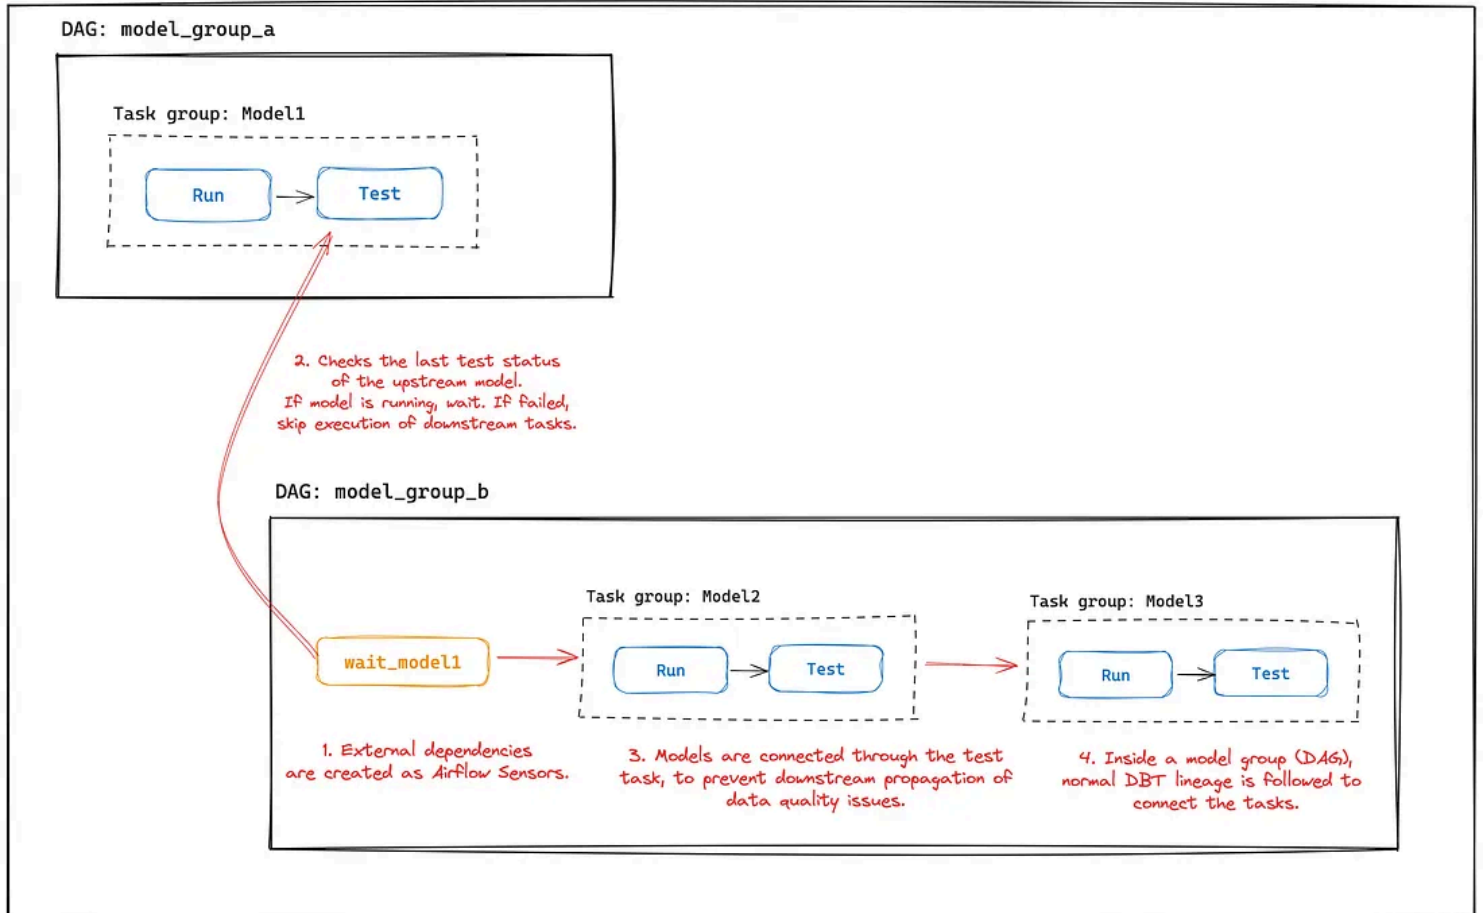 DAG: model_group_a
Task group: Model1
Run
Test
2. Checks the last test status
of the upstream model.
If model is running, wait. If failed,
skip execution of downstream tasks.
DAG: model_group_b
Task group: Model2
Task group: Model3
wait_model1
Run
Test
Run
Test
1. External dependencies
are created as Airflow Sensors.
3. Models are connected through the test
task, to prevent downstream propagation of
data quality issues.
4. Inside a model group (DAG),
normal DBT lineage is followed to
connect the tasks.